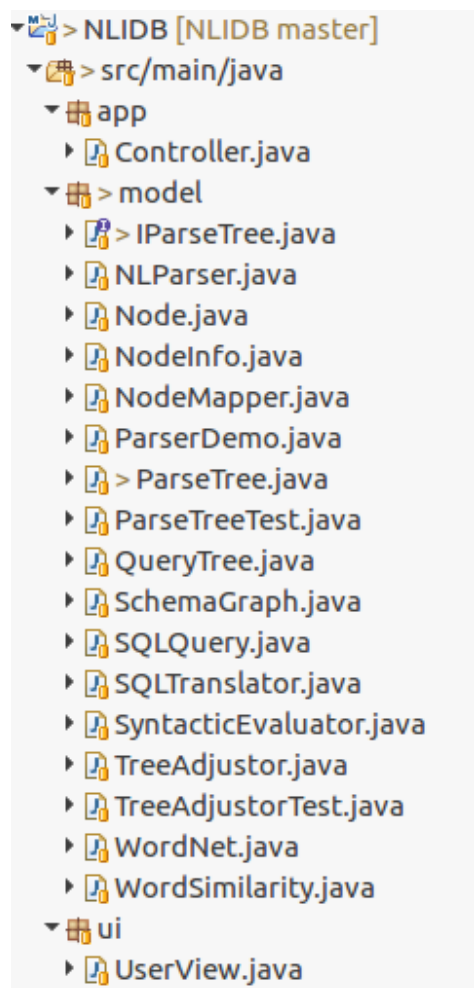 > NLIDB [NLIDB master]
> src/main/java
app
Controller.java
> model
> IParseTree.java
NLParser.java
Node.java
NodeInfo.java
NodeMapper.java
ParserDemo.java
> ParseTree.java
ParseTreeTest.java
QueryTree.java
SchemaGraph.java
SQLQuery.java
SQLTranslator.java
SyntacticEvaluator.java
TreeAdjustor.java
TreeAdjustorTest.java
WordNet.java
WordSimilarity.java
ui
UserView.java